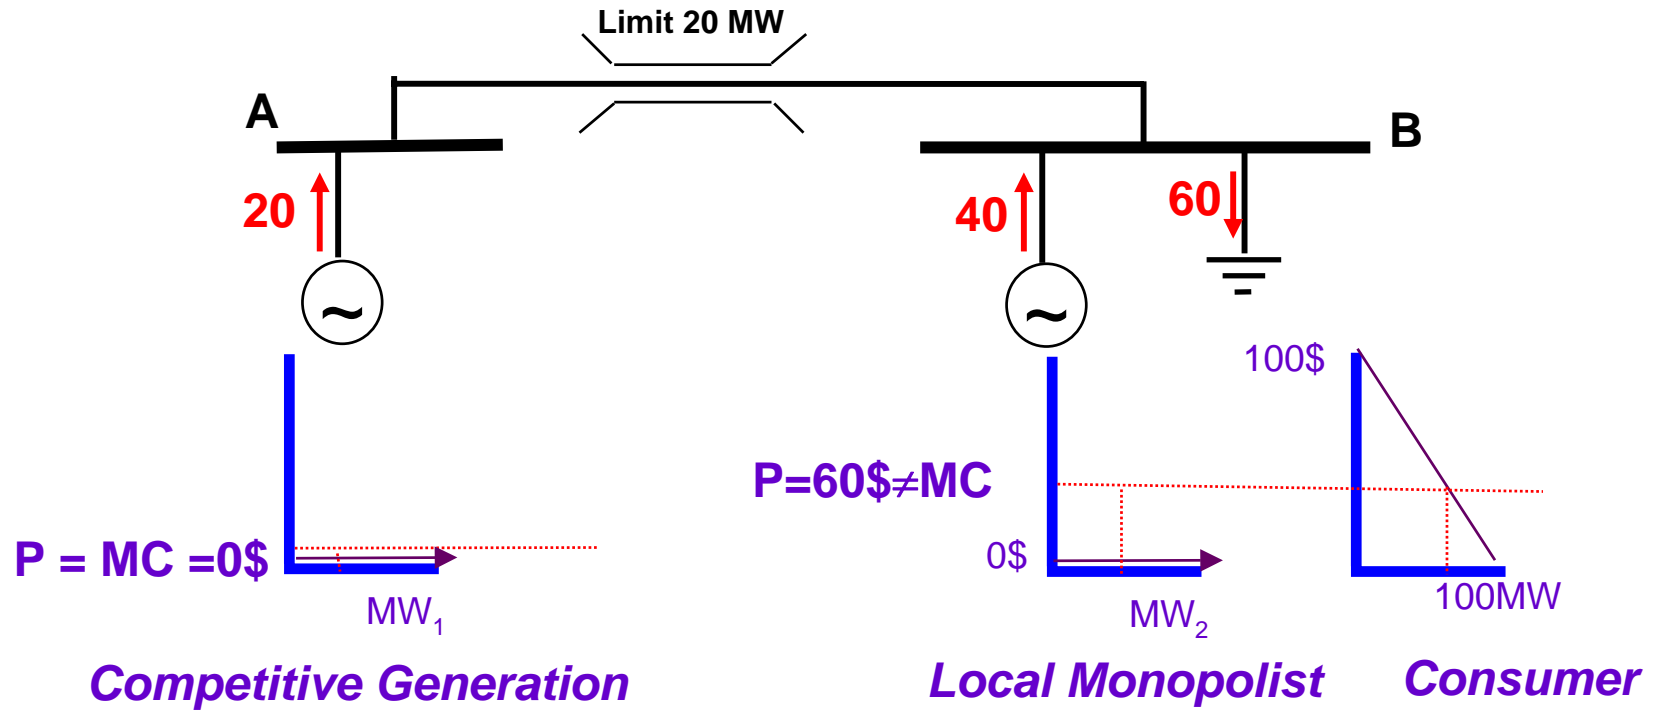 Limit 20 MW
A
B
20
40
60
~
~
100$
P=60$≠MC
P = MC =0$
0$
100MW
MW₁
MW₂
Competitive Generation
Local Monopolist
Consumer